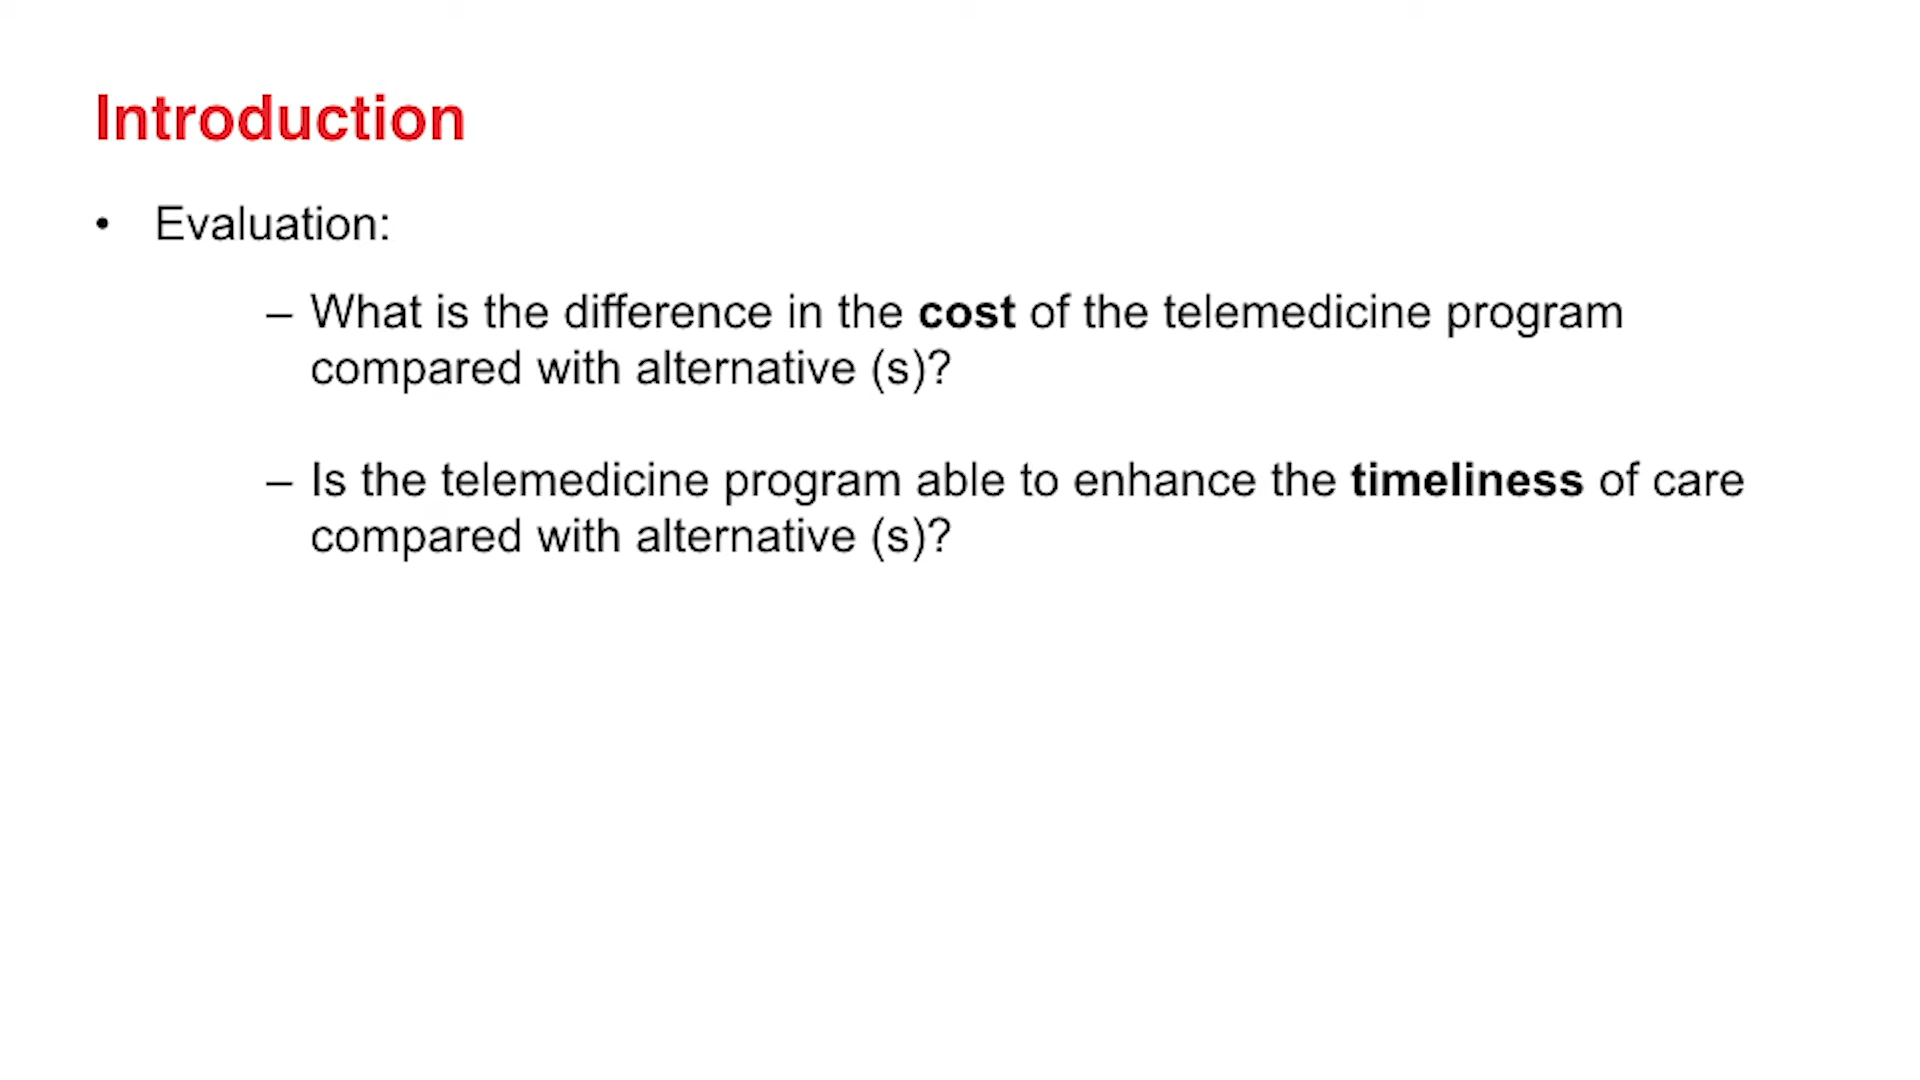 Introduction
• Evaluation:
– What is the difference in the cost of the telemedicine program
compared with alternative (s)?
– Is the telemedicine program able to enhance the timeliness of care
compared with alternative (s)?